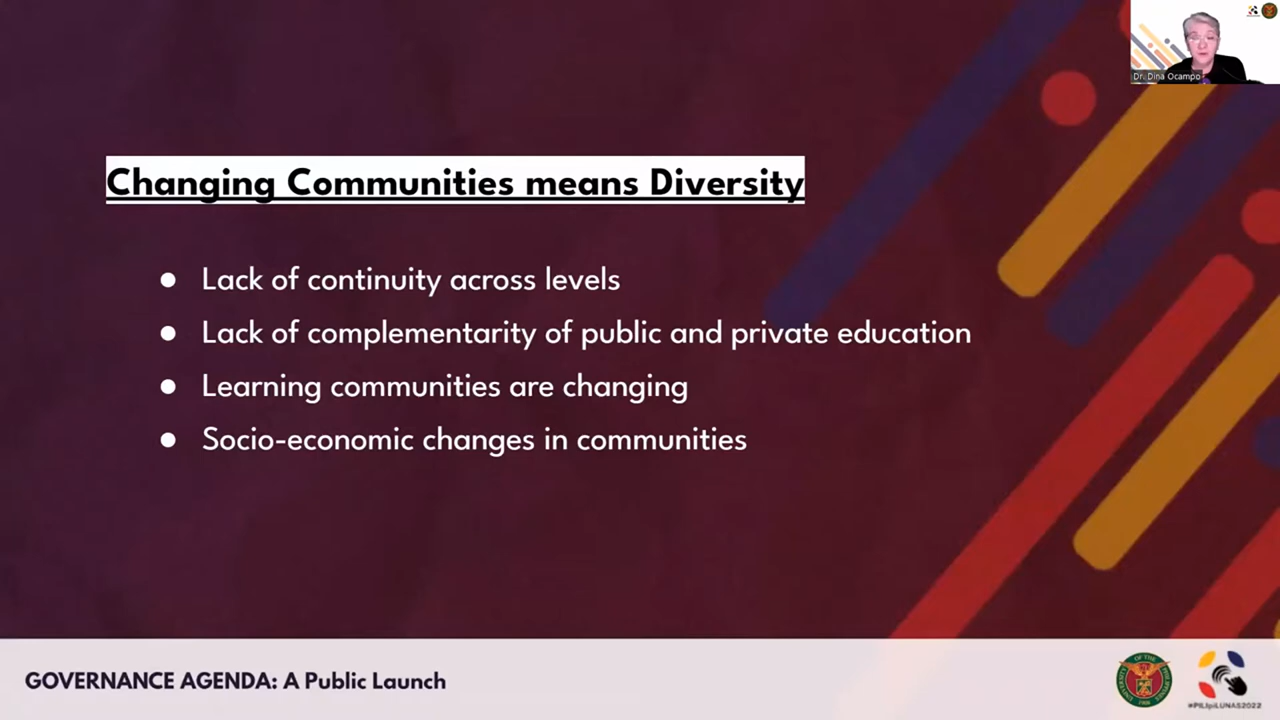 Dr. Dina Ocampo
Changing Communities means Diversity
● Lack of continuity across levels
● Lack of complementarity of public and private education
● Learning communities are changing
● Socio-economic changes in communities
GOVERNANCE AGENDA: A Public Launch
#PILIpiLUNAS2022